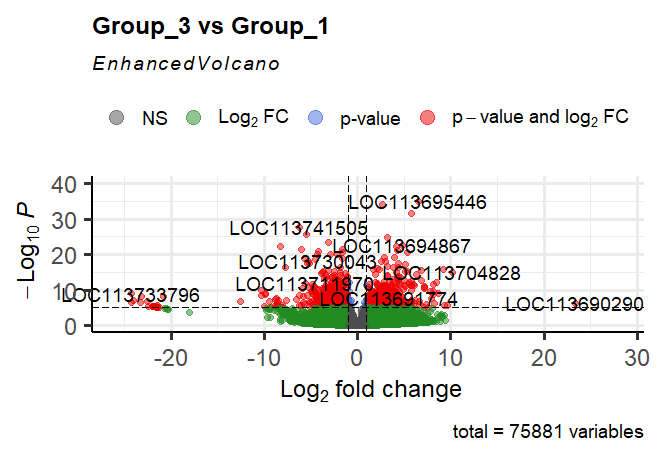 Group_3 vs Group_1
EnhancedVolcano
NS Log₂ FC p-value p − value and log₂ FC
40
30
20
10
0
−Log₁₀ P
LOC113695446
LOC113741505
LOC113694867
LOC113730043
LOC113704828
LOC113711970
LOC113733796
LOC113691774
LOC113690290
-20 -10 0 10 20 30
Log₂ fold change
total = 75881 variables